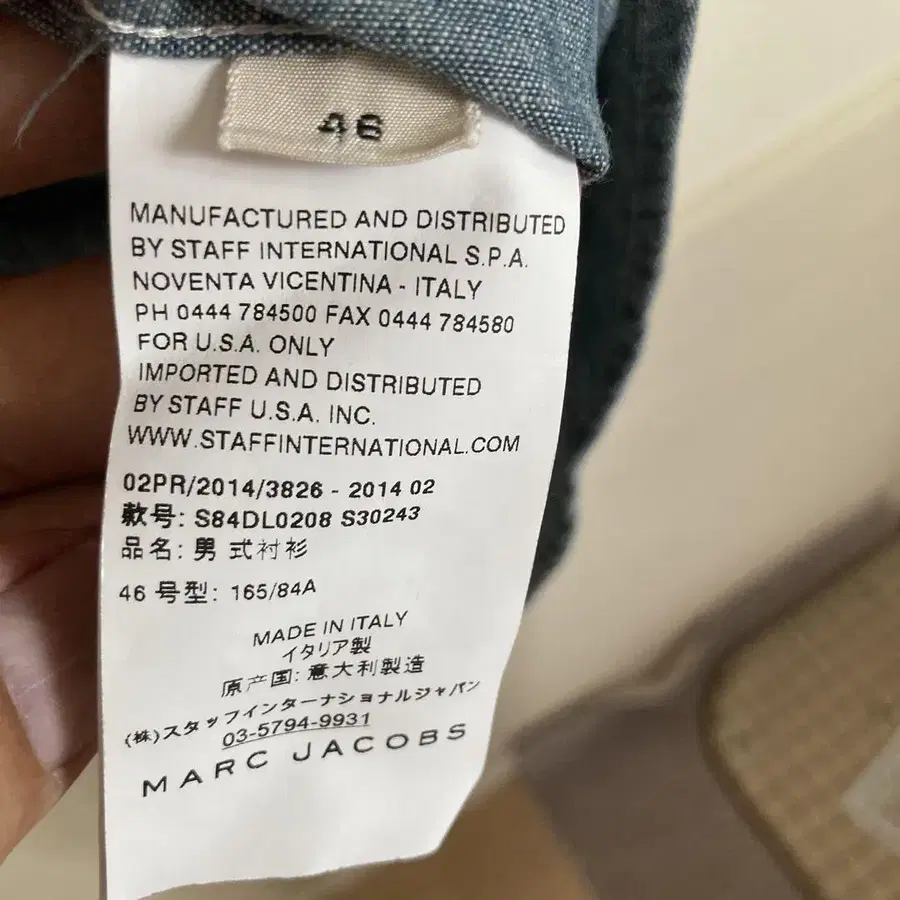 46
MANUFACTURED AND DISTRIBUTED
BY STAFF INTERNATIONAL S.P.A.
NOVENTA VICENTINA - ITALY
PH 0444 784500 FAX 0444 784580
FOR U.S.A. ONLY
IMPORTED AND DISTRIBUTED
BY STAFF U.S.A. INC.
WWW.STAFFINTERNATIONAL.COM
02PR/2014/3826 - 2014 02
款号: S84DL0208 S30243
品名: 男 式衬衫
46 号型: 165/84A
MADE IN ITALY
イタリア製
原产国: 意大利製造
(株)スタッフインターナショナルジャパン
03-5794-9931
MARC JACOBS